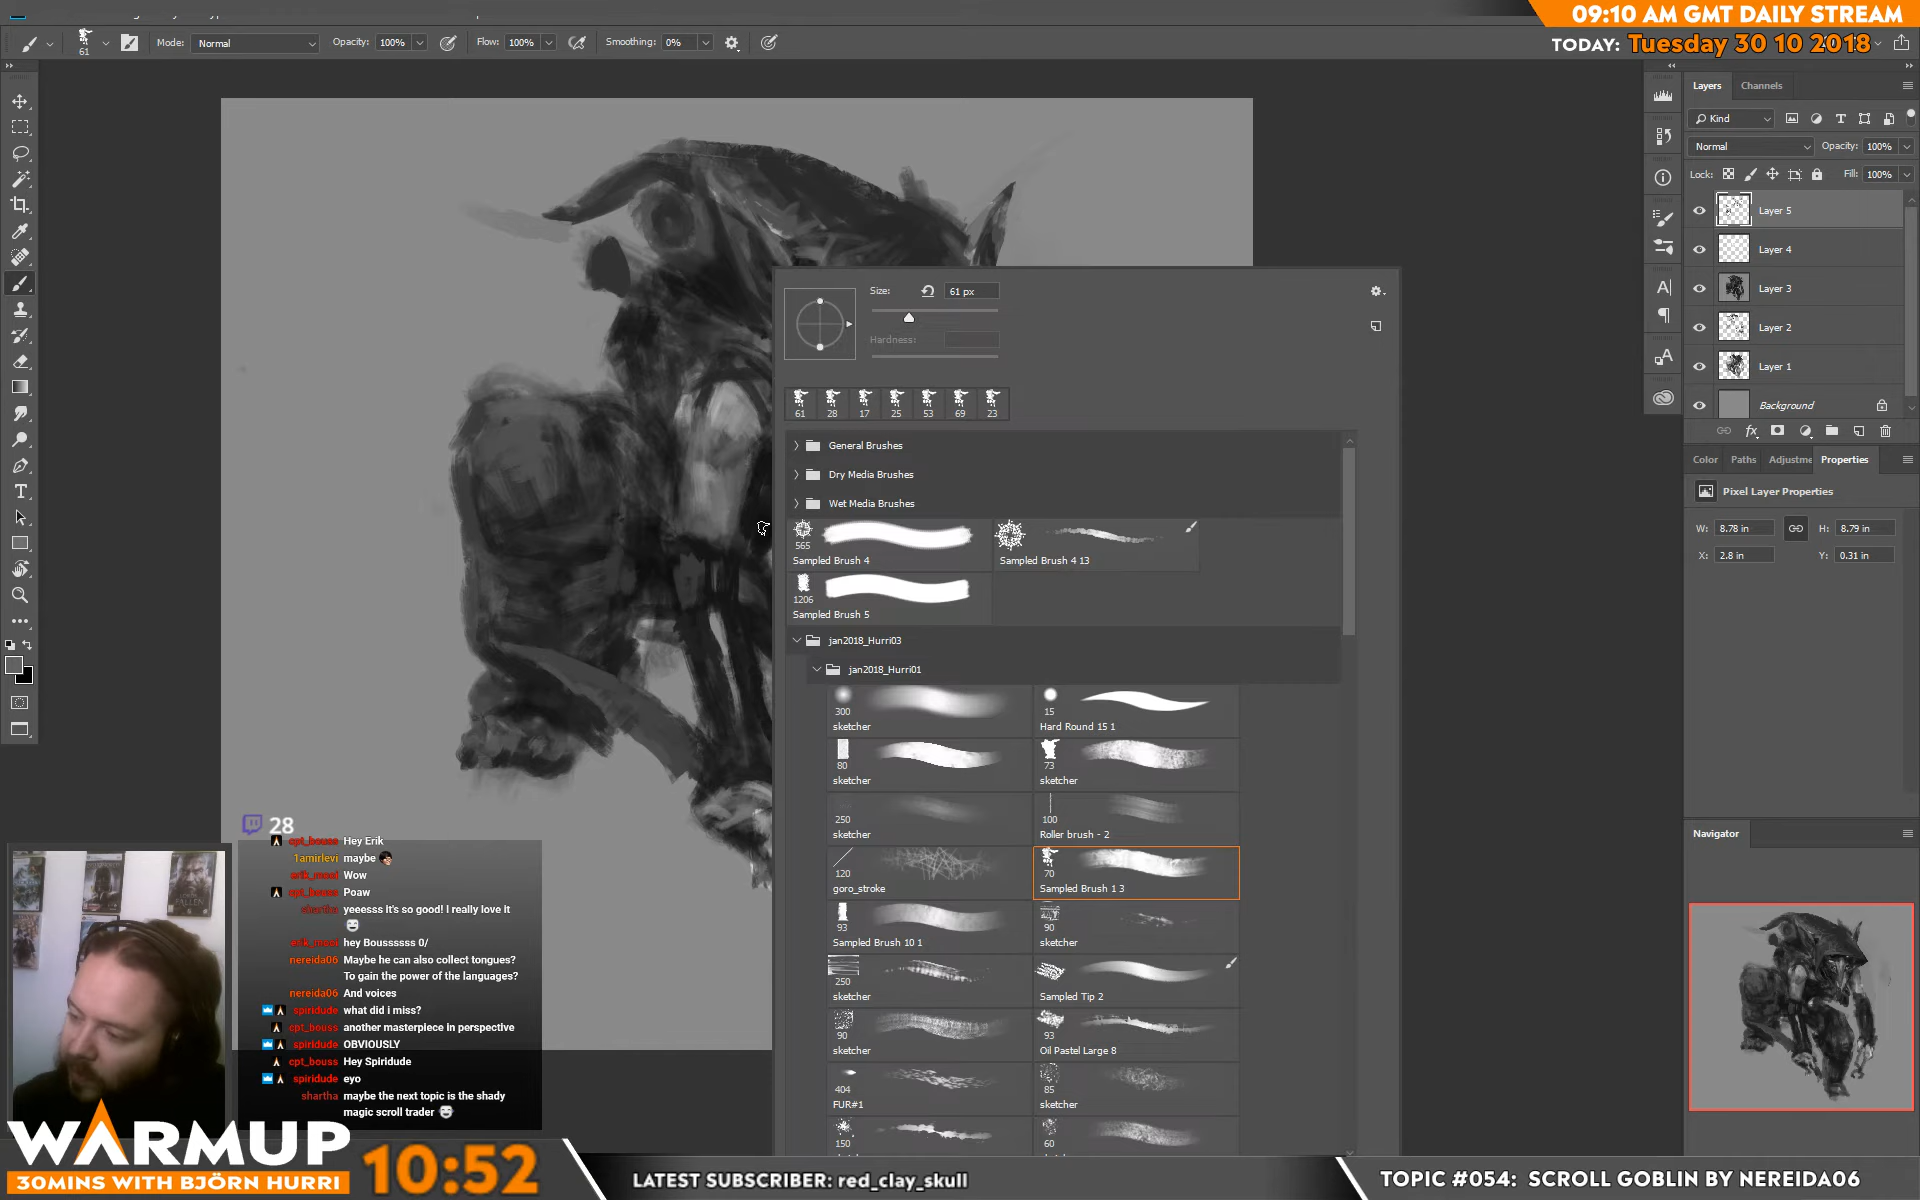 09:10 AM GMT DAILY STREAM
TODAY: Tuesday 30 10 2018
61
Mode:
Normal
Opacity: 100%
Flow: 100%
Smoothing: 0%
Layers
Channels
Kind
Normal
Opacity: 100%
Lock:
Fill: 100%
Layer 5
Layer 4
Layer 3
Layer 2
Layer 1
Background
Color
Paths
Adjustme
Properties
Pixel Layer Properties
W: 8.78 in
H: 8.79 in
X: 2.8 in
Y: 0.31 in
Navigator
Size:
61 px
Hardness:
61
28
17
25
53
69
23
General Brushes
Dry Media Brushes
Wet Media Brushes
565
Sampled Brush 4
Sampled Brush 4 13
1206
Sampled Brush 5
jan2018_Hurri03
jan2018_Hurri01
300
sketcher
15
Hard Round 15 1
80
sketcher
73
sketcher
250
sketcher
100
Roller brush - 2
120
goro_stroke
70
Sampled Brush 1 3
93
Sampled Brush 10 1
90
sketcher
250
sketcher
Sampled Tip 2
90
sketcher
93
Oil Pastel Large 8
404
FUR#1
85
sketcher
150
60
28
cpt_bouss Hey Erik
1amirlevi maybe
erik_mooi Wow
cpt_bouss Poaw
shartha yeeesss it's so good! I really love it
erik_mooi hey Boussssss 0/
nereida06 Maybe he can also collect tongues?
To gain the power of the languages?
nereida06 And voices
spiridude what did i miss?
cpt_bouss another masterpiece in perspective
spiridude OBVIOUSLY
cpt_bouss Hey Spiridude
spiridude eyo
shartha maybe the next topic is the shady
magic scroll trader
FALLEN
WARMUP
30MINS WITH BJÖRN HURRI
10:52
LATEST SUBSCRIBER: red_clay_skull
TOPIC #054: SCROLL GOBLIN BY NEREIDA06